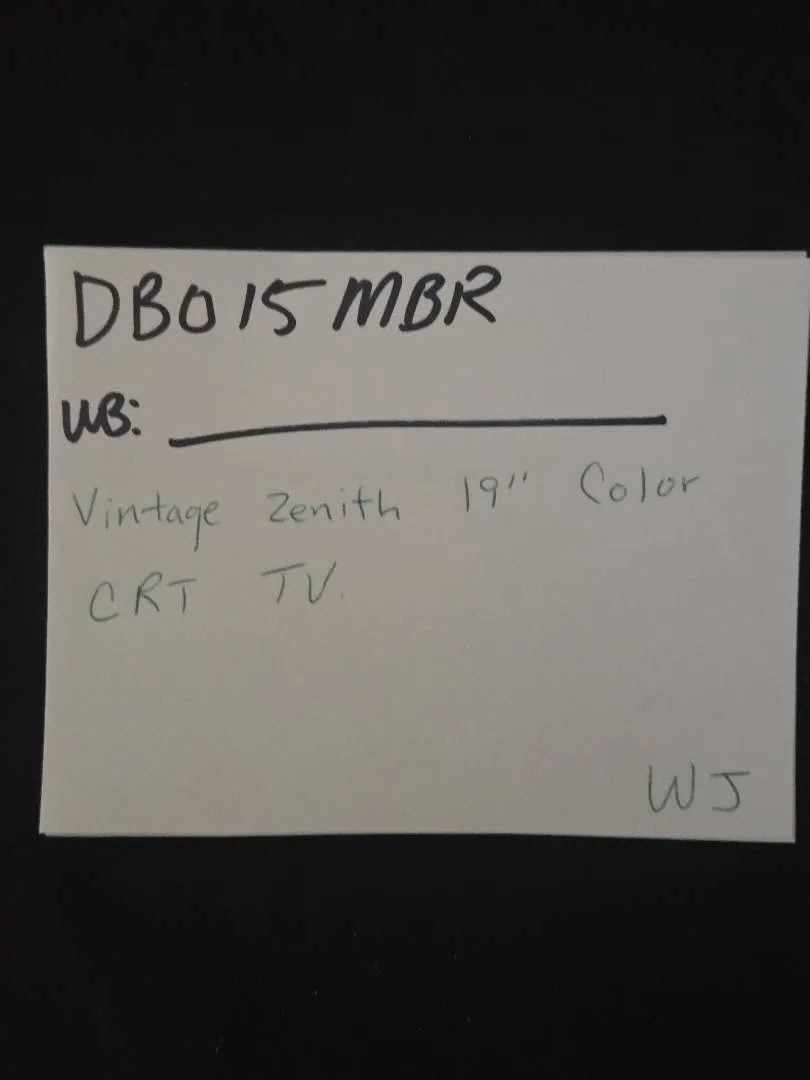 DB015MBR
WB:
Vintage Zenith 19" Color
CRT TV.
WJ